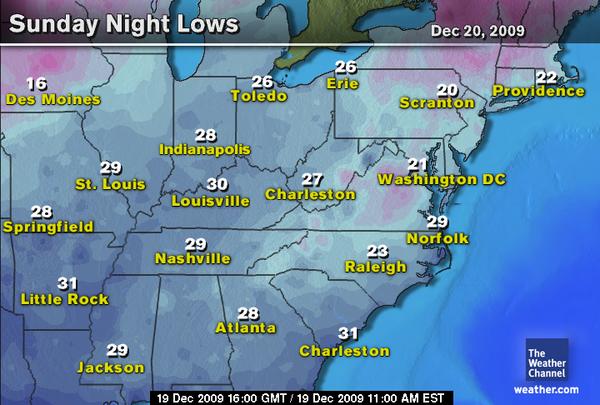 Sunday Night Lows
Dec 20, 2009
16
Des Moines
26
Toledo
26
Erie
20
Scranton
22
Providence
28
Indianapolis
29
St. Louis
30
Louisville
27
Charleston
21
Washington DC
28
Springfield
29
Nashville
29
Norfolk
23
Raleigh
31
Little Rock
28
Atlanta
31
Charleston
29
Jackson
The
Weather
Channel
weather.com
19 Dec 2009 16:00 GMT / 19 Dec 2009 11:00 AM EST